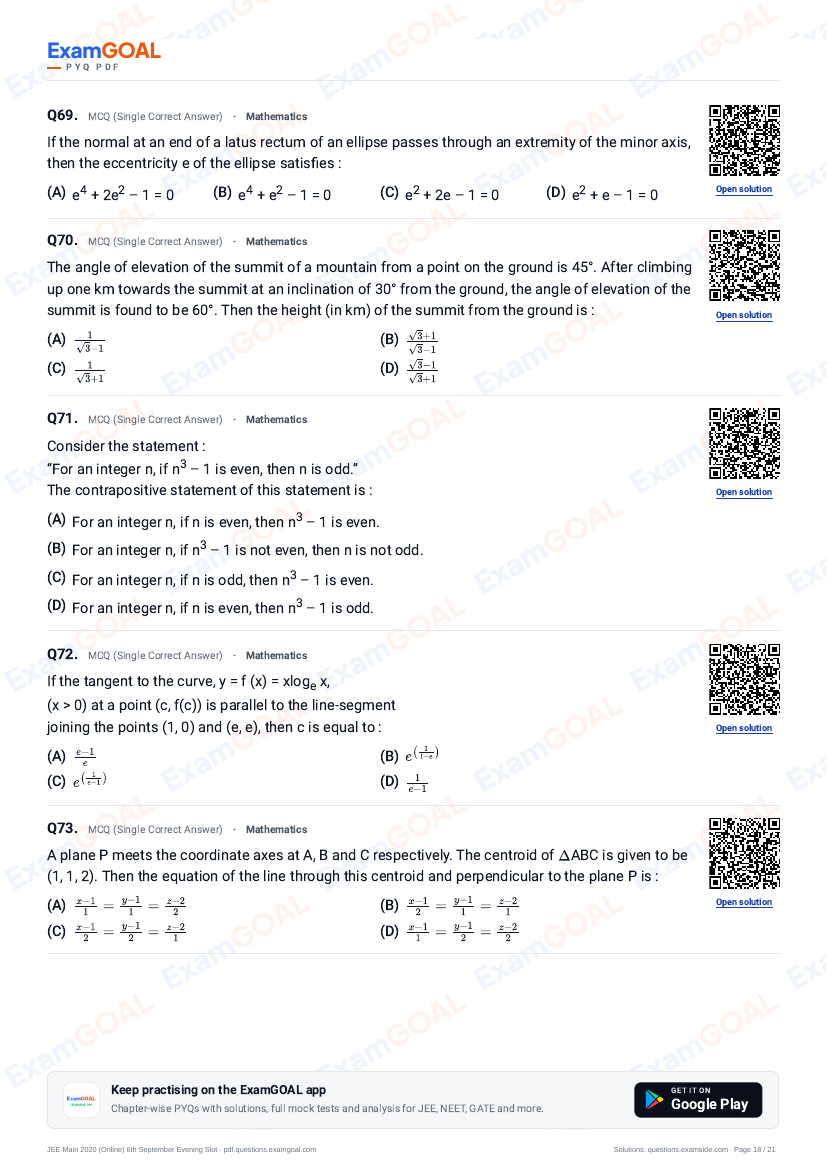 ExamGOAL
PYQ PDF
Q69. MCQ (Single Correct Answer) · Mathematics
If the normal at an end of a latus rectum of an ellipse passes through an extremity of the minor axis,
then the eccentricity e of the ellipse satisfies :
(A) e⁴ + 2e² − 1 = 0 (B) e⁴ + e² − 1 = 0 (C) e² + 2e − 1 = 0 (D) e² + e − 1 = 0
Open solution
Q70. MCQ (Single Correct Answer) · Mathematics
The angle of elevation of the summit of a mountain from a point on the ground is 45°. After climbing
up one km towards the summit at an inclination of 30° from the ground, the angle of elevation of the
summit is found to be 60°. Then the height (in km) of the summit from the ground is :
(A) 1/(√3−1) (B) (√3+1)/(√3−1)
(C) 1/(√3+1) (D) (√3−1)/(√3+1)
Open solution
Q71. MCQ (Single Correct Answer) · Mathematics
Consider the statement :
“For an integer n, if n³ − 1 is even, then n is odd.”
The contrapositive statement of this statement is :
(A) For an integer n, if n is even, then n³ − 1 is even.
(B) For an integer n, if n³ − 1 is not even, then n is not odd.
(C) For an integer n, if n is odd, then n³ − 1 is even.
(D) For an integer n, if n is even, then n³ − 1 is odd.
Open solution
Q72. MCQ (Single Correct Answer) · Mathematics
If the tangent to the curve, y = f (x) = xlogₑ x,
(x > 0) at a point (c, f(c)) is parallel to the line-segment
joining the points (1, 0) and (e, e), then c is equal to :
(A) (e−1)/e (B) e^(1/(1−e))
(C) e^(1/(e−1)) (D) 1/(e−1)
Open solution
Q73. MCQ (Single Correct Answer) · Mathematics
A plane P meets the coordinate axes at A, B and C respectively. The centroid of ΔABC is given to be
(1, 1, 2). Then the equation of the line through this centroid and perpendicular to the plane P is :
(A) (x−1)/1 = (y−1)/1 = (z−2)/2 (B) (x−1)/2 = (y−1)/1 = (z−2)/1
(C) (x−1)/2 = (y−1)/2 = (z−2)/1 (D) (x−1)/1 = (y−1)/2 = (z−2)/2
Open solution
Keep practising on the ExamGOAL app
Chapter-wise PYQs with solutions, full mock tests and analysis for JEE, NEET, GATE and more.
GET IT ON
Google Play
JEE Main 2020 (Online) 6th September Evening Slot · pdf.questions.examgoal.com Solutions: questions.examside.com · Page 18 / 21